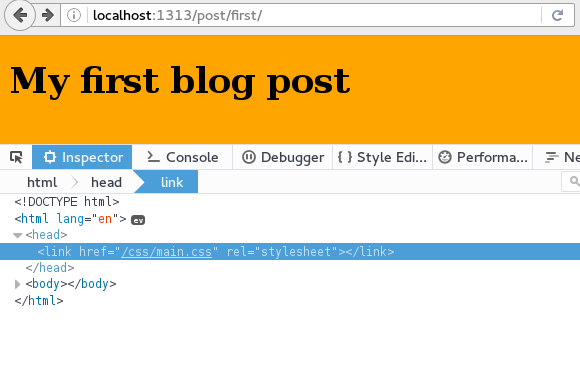 localhost:1313/post/first/
My first blog post
Inspector Console Debugger Style Edi... Performa... Ne
html head link
<!DOCTYPE html>
<html lang="en"> ev
<head>
<link href="/css/main.css" rel="stylesheet"></link>
</head>
<body></body>
</html>